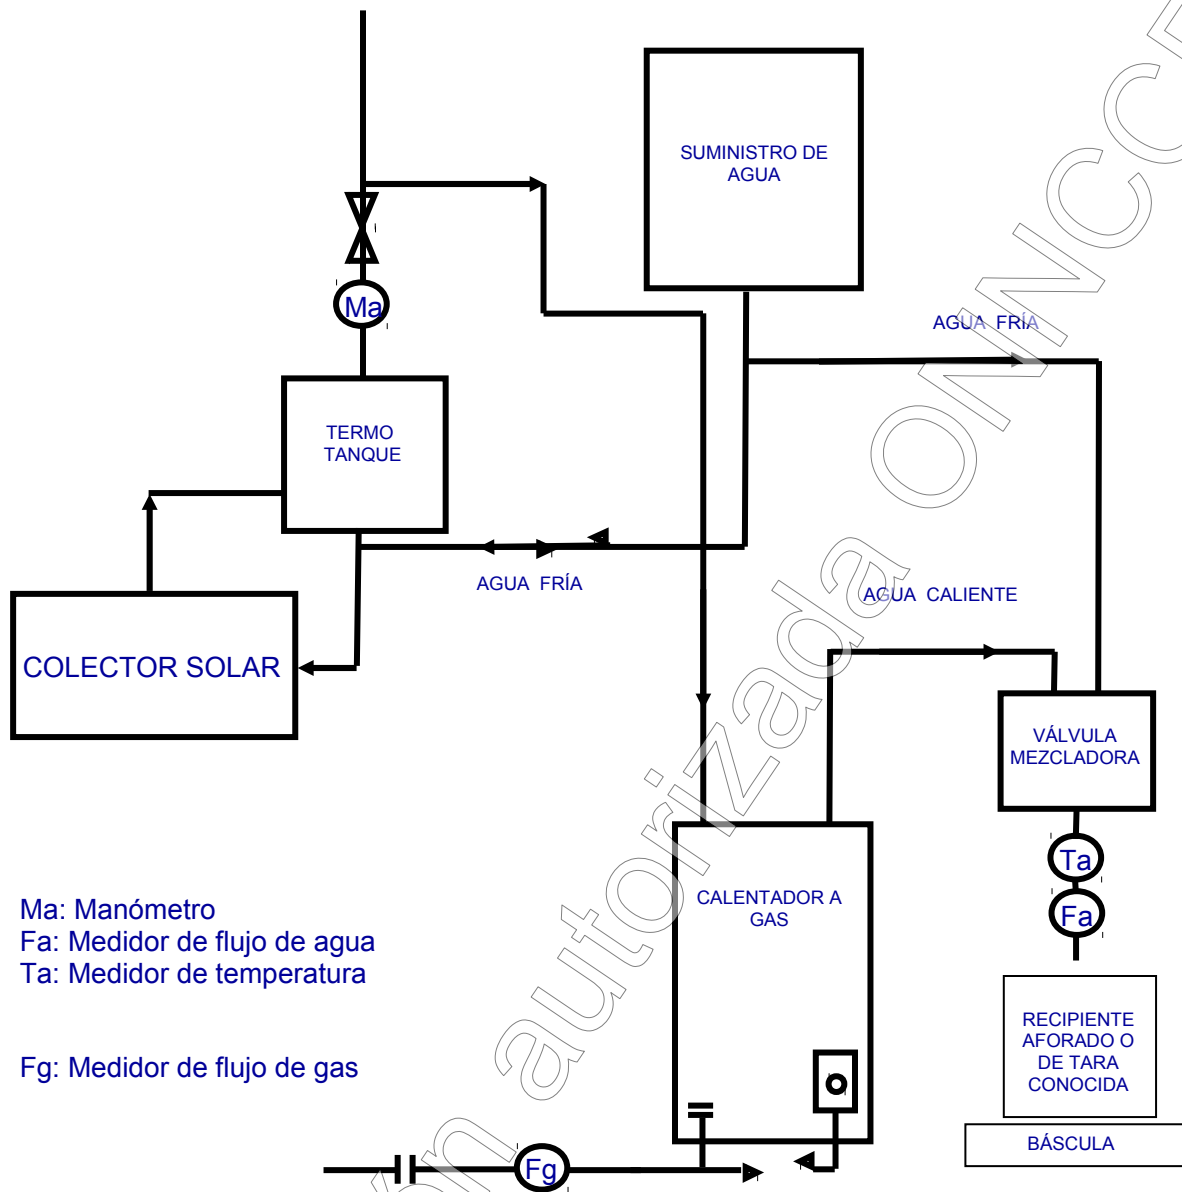 SUMINISTRO DE
AGUA
AGUA FRÍA
Ma
TERMO
TANQUE
AGUA FRÍA
AGUA CALIENTE
COLECTOR SOLAR
VÁLVULA
MEZCLADORA
Ta
CALENTADOR A
GAS
Fa
Ma: Manómetro
Fa: Medidor de flujo de agua
Ta: Medidor de temperatura
RECIPIENTE
AFORADO O
DE TARA
CONOCIDA
Fg: Medidor de flujo de gas
BÁSCULA
Fg
autorizada